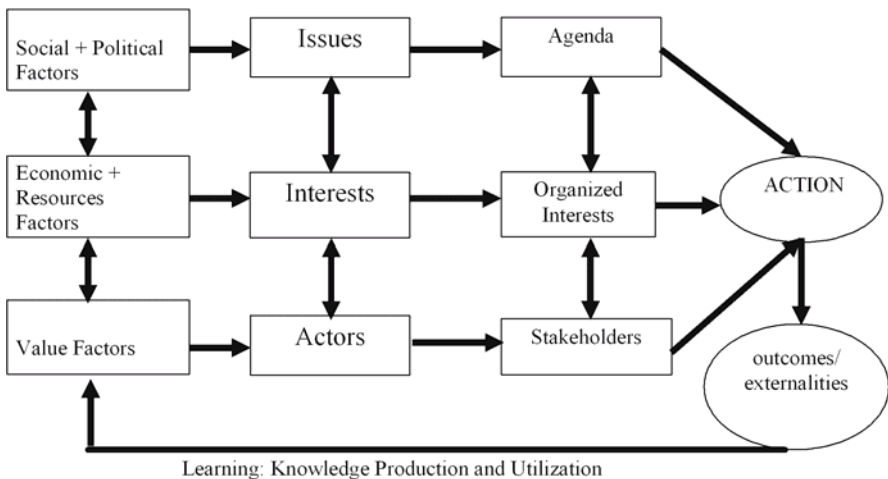 Social + Political
Factors
Issues
Agenda
Economic +
Resources
Factors
Interests
Organized
Interests
ACTION
Value Factors
Actors
Stakeholders
outcomes/
externalities
Learning: Knowledge Production and Utilization